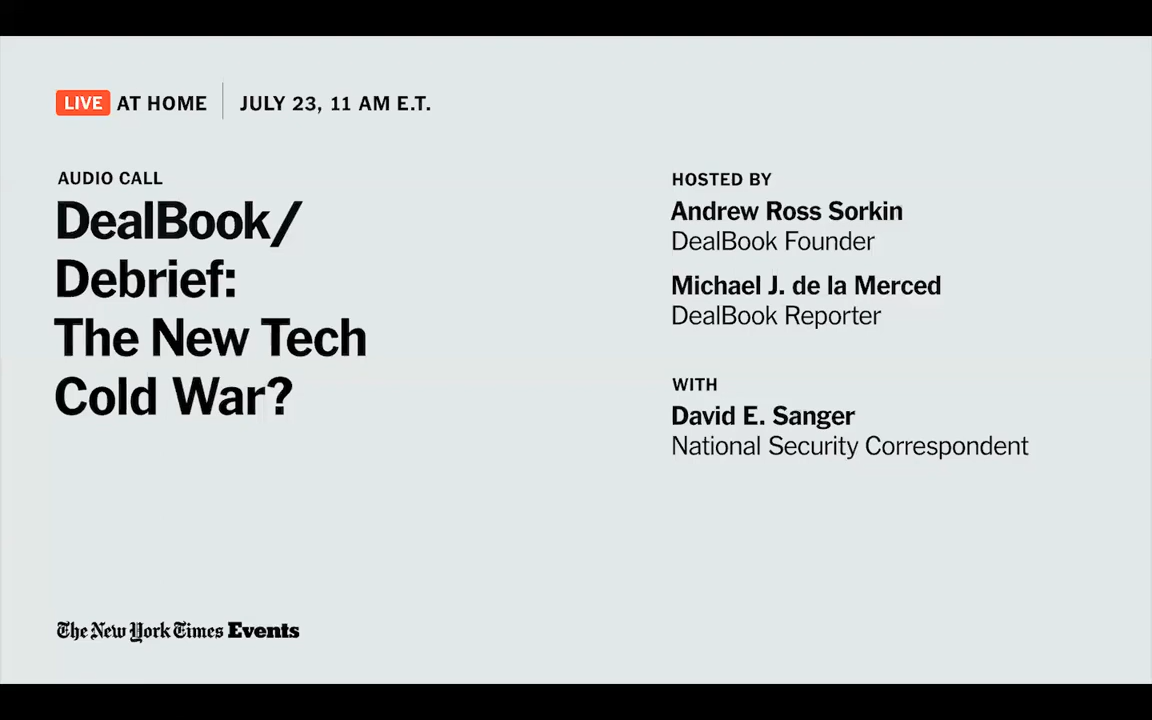 LIVE AT HOME JULY 23, 11 AM E.T.
AUDIO CALL
DealBook/
Debrief:
The New Tech
Cold War?
HOSTED BY
Andrew Ross Sorkin
DealBook Founder
Michael J. de la Merced
DealBook Reporter
WITH
David E. Sanger
National Security Correspondent
The New York Times Events